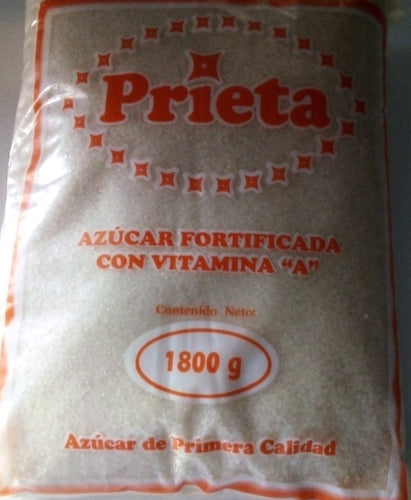 Prieta
AZÚCAR FORTIFICADA
CON VITAMINA “A”
Contenido Neto:
1800 g
Azúcar de Primera Calidad